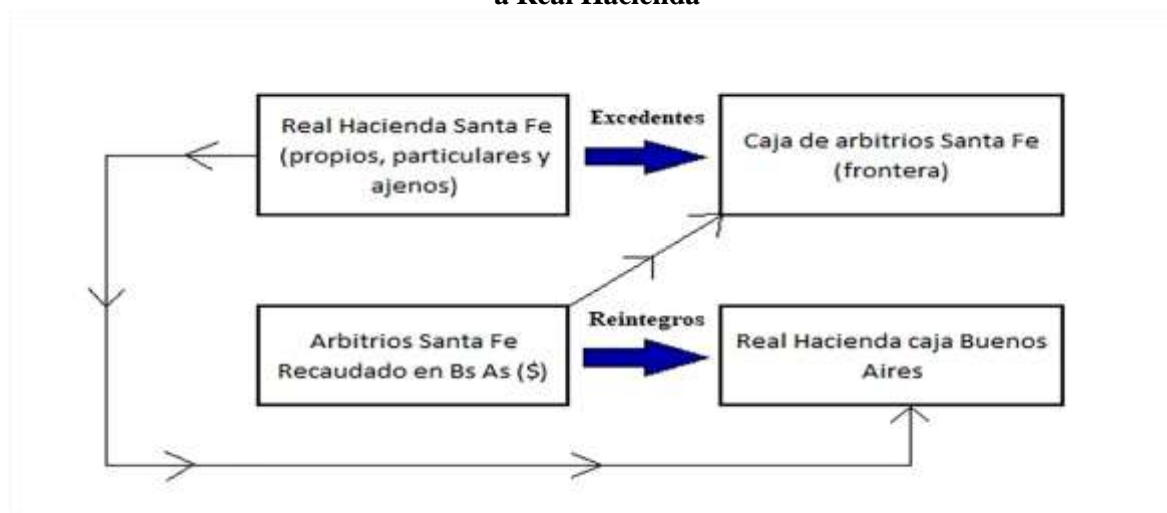 a Real Hacienda
Real Hacienda Santa Fe
(propios, particulares y
ajenos)
Excedentes
Caja de arbitrios Santa Fe
(frontera)
Arbitrios Santa Fe
Recaudado en Bs As ($)
Reintegros
Real Hacienda caja Buenos
Aires